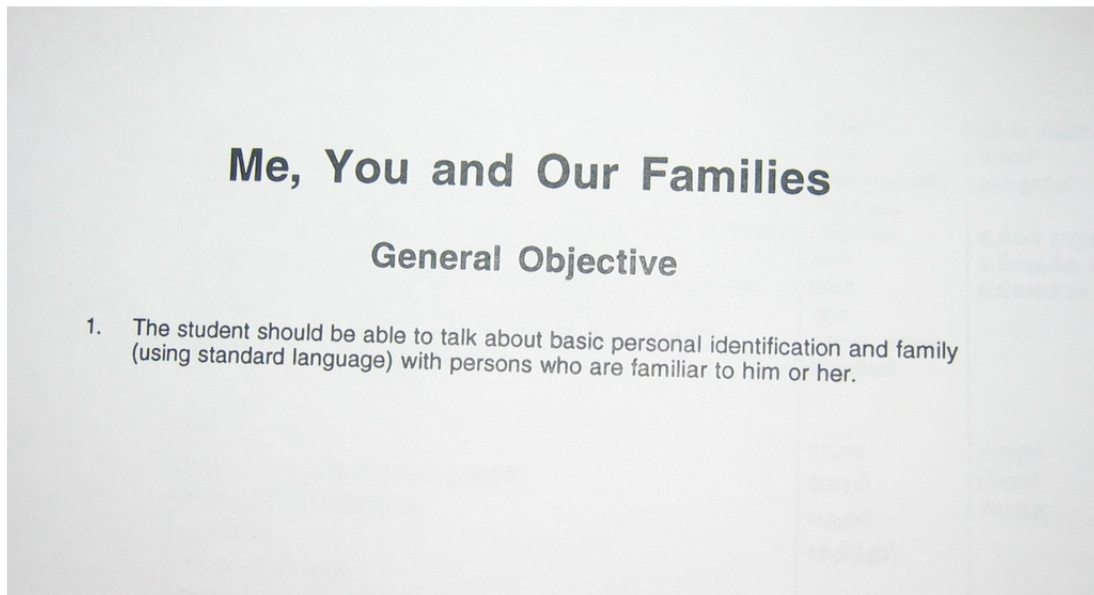 Me, You and Our Families
General Objective
1. The student should be able to talk about basic personal identification and family
(using standard language) with persons who are familiar to him or her.